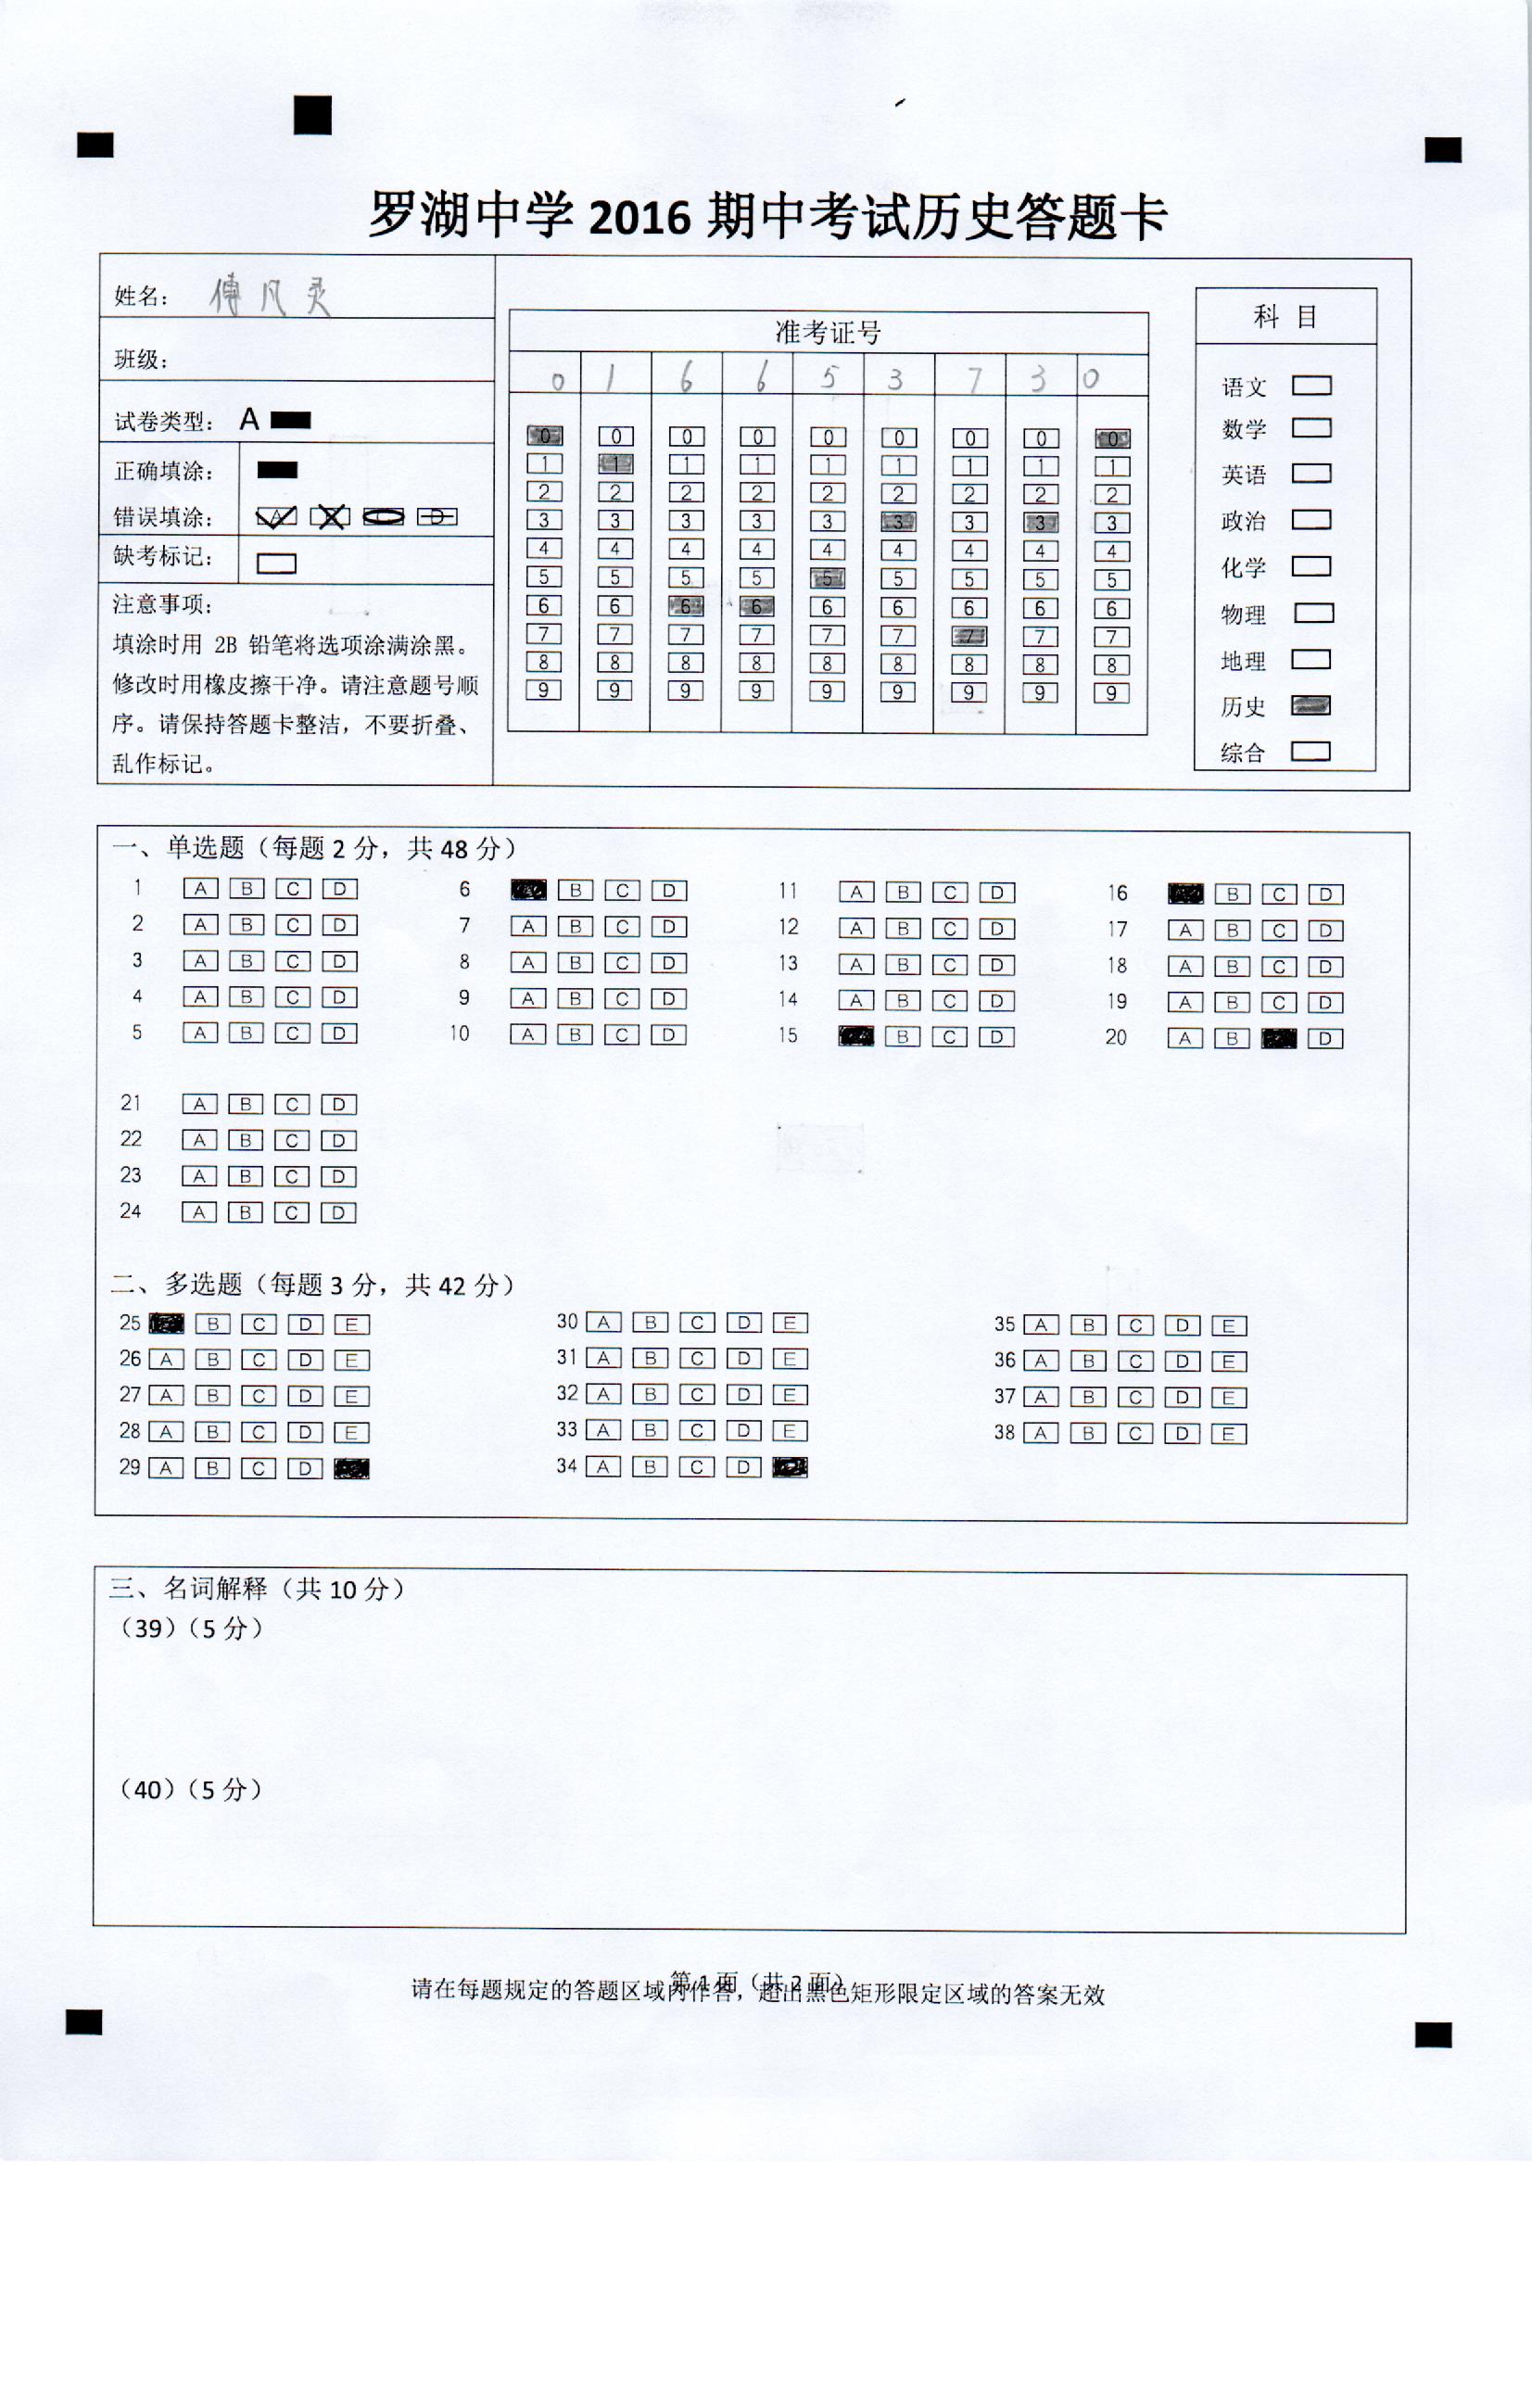 罗湖中学 2016 期中考试历史答题卡
姓名： 傅凡灵
班级：
试卷类型： A
正确填涂：
错误填涂： A D
缺考标记：
注意事项：
填涂时用 2B 铅笔将选项涂满涂黑。
修改时用橡皮擦干净。请注意题号顺
序。请保持答题卡整洁，不要折叠、
乱作标记。
准考证号
0 1 6 6 5 3 7 3 0
0 0 0 0 0 0 0 0 0
1 1 1 1 1 1 1 1 1
2 2 2 2 2 2 2 2 2
3 3 3 3 3 3 3 3 3
4 4 4 4 4 4 4 4 4
5 5 5 5 5 5 5 5 5
6 6 6 6 6 6 6 6 6
7 7 7 7 7 7 7 7 7
8 8 8 8 8 8 8 8 8
9 9 9 9 9 9 9 9 9
科 目
语文
数学
英语
政治
化学
物理
地理
历史
综合
一、单选题（每题 2 分，共 48 分）
1 A B C D 6 B C D 11 A B C D 16 B C D
2 A B C D 7 A B C D 12 A B C D 17 A B C D
3 A B C D 8 A B C D 13 A B C D 18 A B C D
4 A B C D 9 A B C D 14 A B C D 19 A B C D
5 A B C D 10 A B C D 15 B C D 20 A B D
21 A B C D
22 A B C D
23 A B C D
24 A B C D
二、多选题（每题 3 分，共 42 分）
25 B C D E 30 A B C D E 35 A B C D E
26 A B C D E 31 A B C D E 36 A B C D E
27 A B C D E 32 A B C D E 37 A B C D E
28 A B C D E 33 A B C D E 38 A B C D E
29 A B C D 34 A B C D
三、名词解释（共 10 分）
（39）（5 分）
（40）（5 分）
第 1 面（共 2 面）
请在每题规定的答题区域内作答，超出黑色矩形限定区域的答案无效